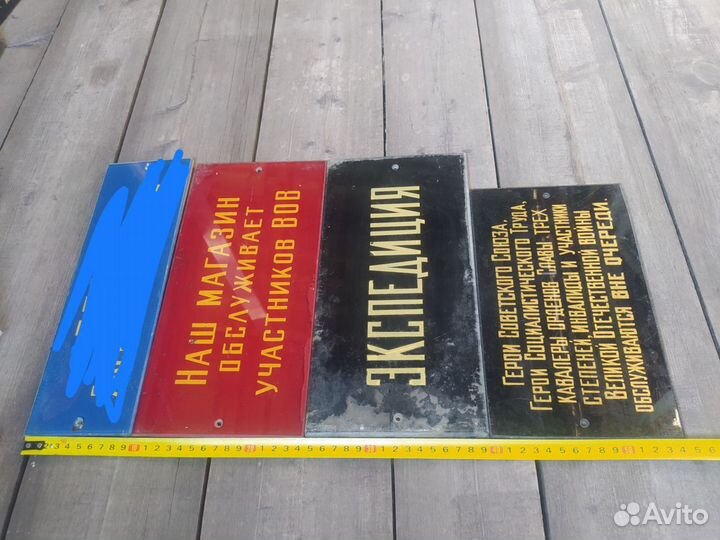 НАШ МАГАЗИН
ОБСЛУЖИВАЕТ
УЧАСТНИКОВ ВОВ
ЭКСПЕДИЦИЯ
ГЕРОИ СОВЕТСКОГО СОЮЗА,
ГЕРОИ СОЦИАЛИСТИЧЕСКОГО ТРУДА,
КАВАЛЕРЫ ОРДЕНОВ СЛАВЫ ТРЕХ
СТЕПЕНЕЙ, ИНВАЛИДЫ И УЧАСТНИКИ
ВЕЛИКОЙ ОТЕЧЕСТВЕННОЙ ВОЙНЫ
ОБСЛУЖИВАЮТСЯ ВНЕ ОЧЕРЕДИ.
Avito